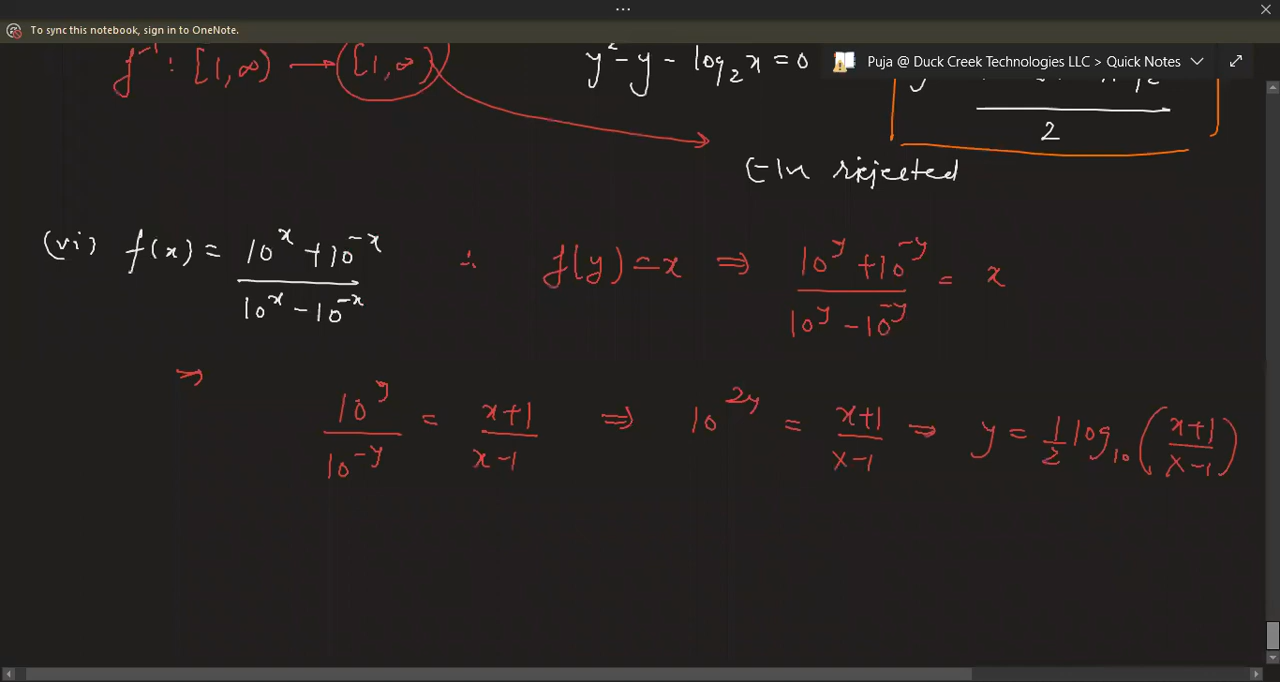 ...
To sync this notebook, sign in to OneNote.
f⁻¹ : [1, ∞) → [1, ∞) y² - y - log₂x = 0 Puja @ Duck Creek Technologies LLC > Quick Notes
2
rejected
(vi) f(x) = (10^x + 10^-x)/(10^x - 10^-x) ∴ f(y) = x ⇒ (10^y + 10^-y)/(10^y - 10^-y) = x
⇒ 10^y/10^-y = (x+1)/(x-1) ⇒ 10^2y = (x+1)/(x-1) ⇒ y = 1/2 log₁₀((x+1)/(x-1))